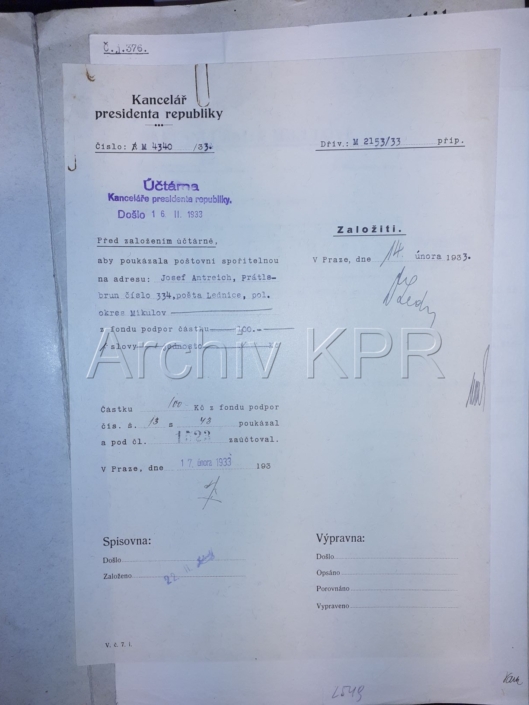 Č.j.376.
Kancelář
presidenta republiky
Číslo: M 4340 /33.
Dřív.: M 2153/33 příp.
Účtárna
Kanceláře presidenta republiky.
Došlo 16 II. 1933
Založiti.
Před založením účtárně,
aby poukázala poštovní spořitelnou
V Praze, dne 14 února 1933.
na adresu: Josef Antreich, Prátls-
brun číslo 334, pošta Lednice, pol.
okres Mikulov
z fondu podpor částku 100.-
slovy
Archiv KPR
Částku 100 Kč z fondu podpor
čís. á. 13 s 43 poukázal
a pod čl. 1522 zaúčtoval.
V Praze, dne 17 února 1933 193
Spisovna:
Došlo
Založeno 22
Výpravna:
Došlo
Opsáno
Porovnáno
Vypraveno
V. č. 7. i.